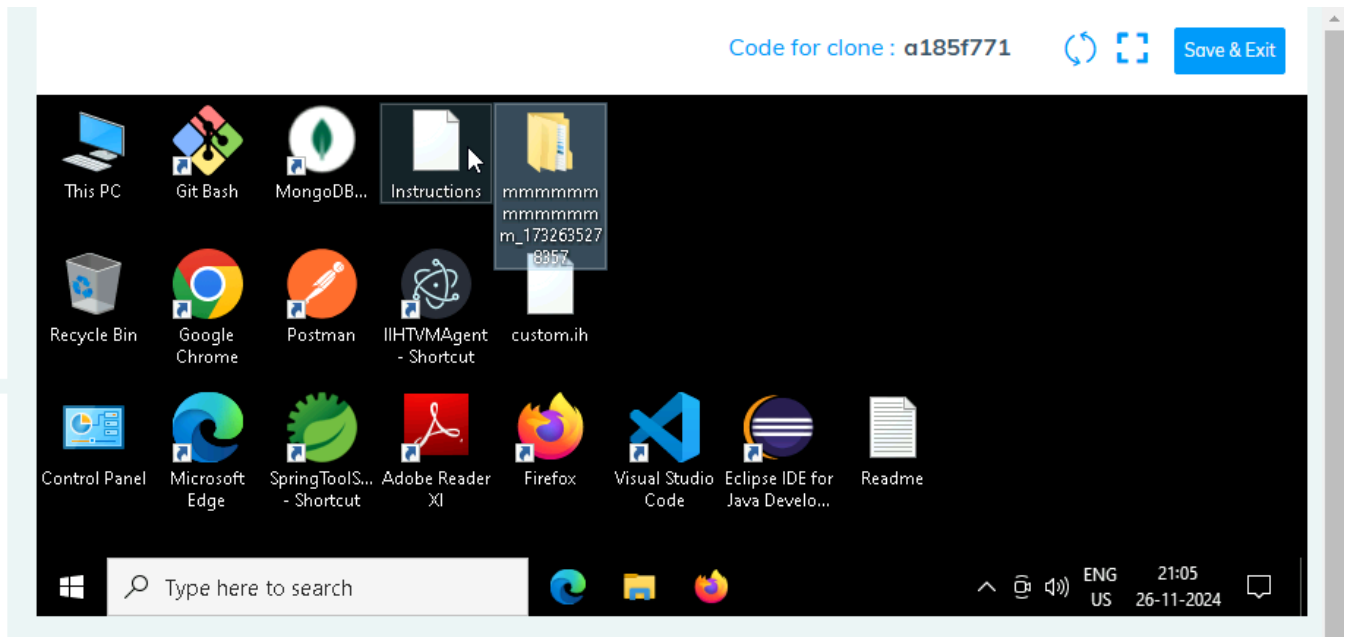 Code for clone : a185f771
Save & Exit
This PC
Git Bash
MongoDB...
Instructions
mmmmmm
mmmmmm
m_173263527
8357
Recycle Bin
Google
Chrome
Postman
IIHTVMAgent
- Shortcut
custom.ih
Control Panel
Microsoft
Edge
SpringToolS...
- Shortcut
Adobe Reader
XI
Firefox
Visual Studio
Code
Eclipse IDE for
Java Develo...
Readme
Type here to search
ENG
US
21:05
26-11-2024